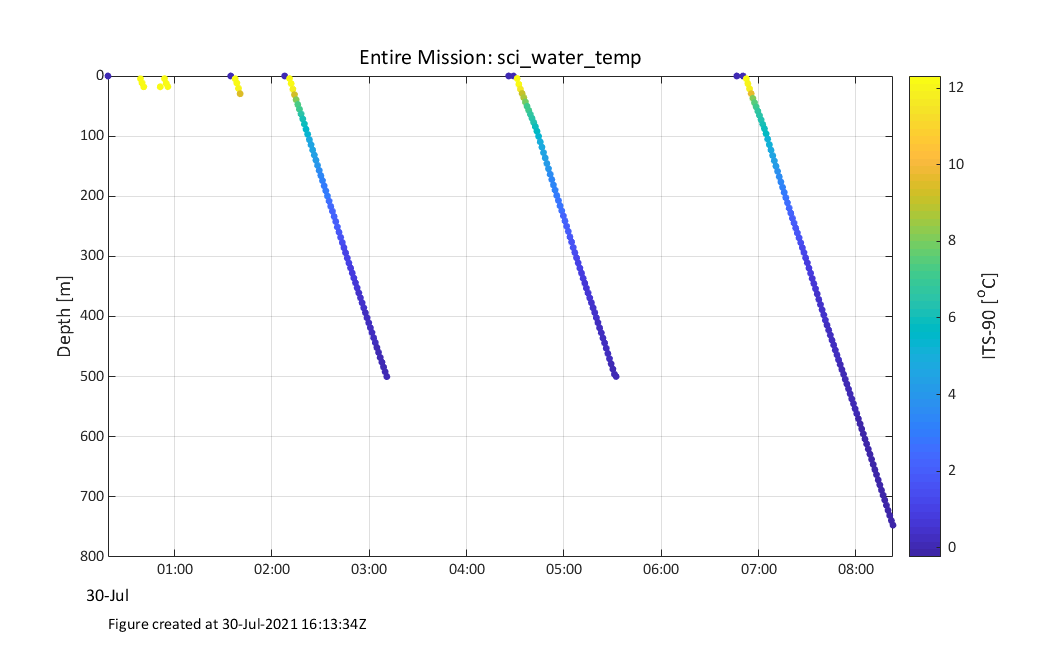 Entire Mission: sci_water_temp
0
100
200
300
400
500
600
700
800
Depth [m]
01:00 02:00 03:00 04:00 05:00 06:00 07:00 08:00
30-Jul
12
10
8
6
4
2
0
ITS-90 [°C]
Figure created at 30-Jul-2021 16:13:34Z